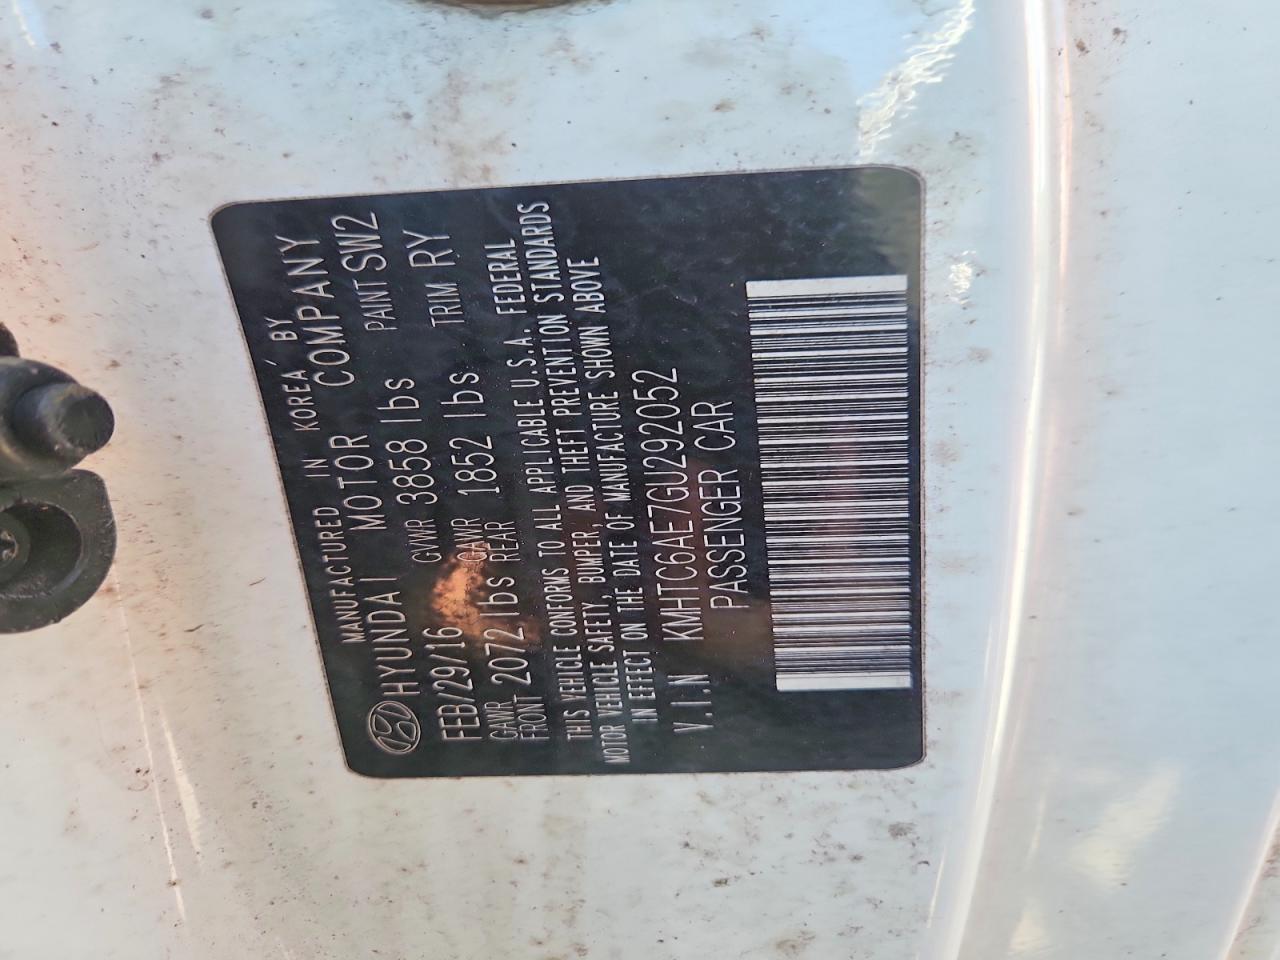 MANUFACTURED IN KOREA BY
HYUNDAI MOTOR COMPANY
FEB/29/16 GVWR 3858 lbs PAINT SW2
GAWR FRONT 2072 lbs GAWR REAR 1852 lbs TRIM RY
THIS VEHICLE CONFORMS TO ALL APPLICABLE U.S.A. FEDERAL
MOTOR VEHICLE SAFETY, BUMPER, AND THEFT PREVENTION STANDARDS
IN EFFECT ON THE DATE OF MANUFACTURE SHOWN ABOVE
V.I.N KMHTC6AE7GU292052
PASSENGER CAR